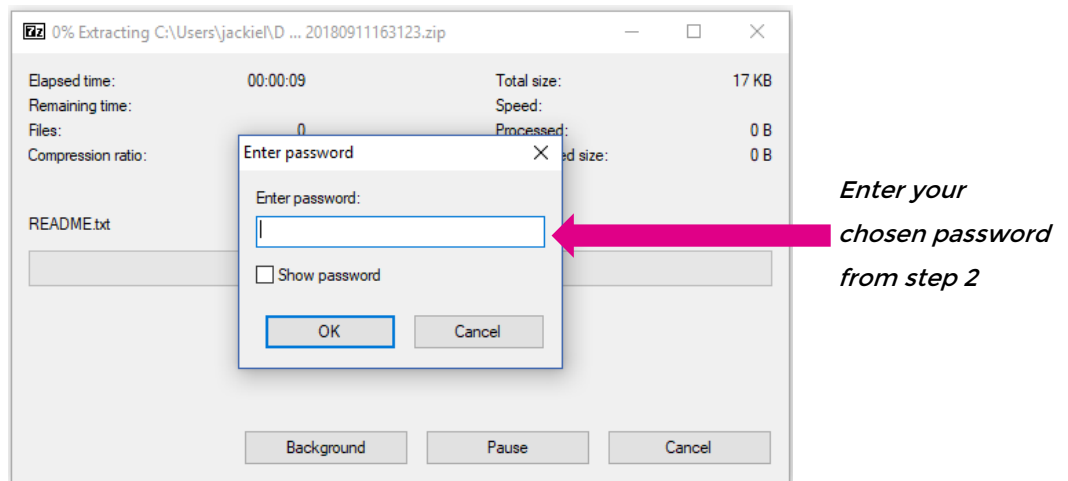 7z 0% Extracting C:\Users\jackiel\D ... 20180911163123.zip
Elapsed time: 00:00:09 Total size: 17 KB
Remaining time: Speed:
Files: 0 Processed: 0 B
Compression ratio: ed size: 0 B
Enter password
Enter password:
README.txt
Show password
OK Cancel
Background Pause Cancel
Enter your
chosen password
from step 2